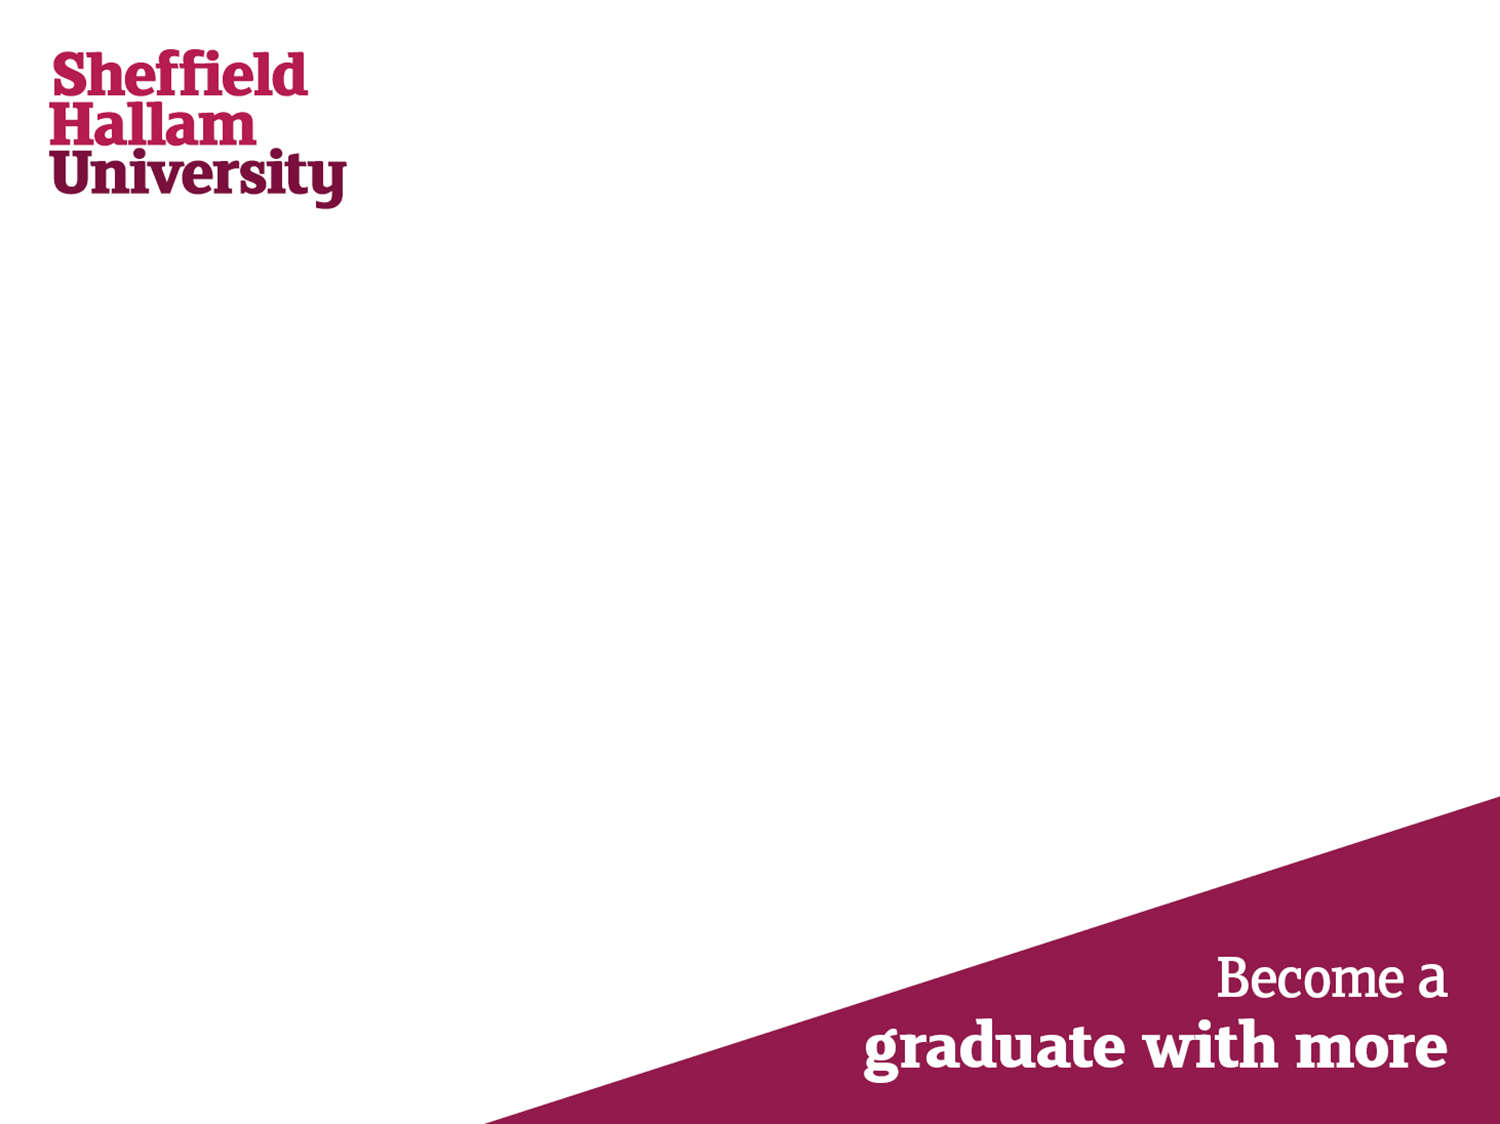 Sheffield
Hallam
University
Become a
graduate with more